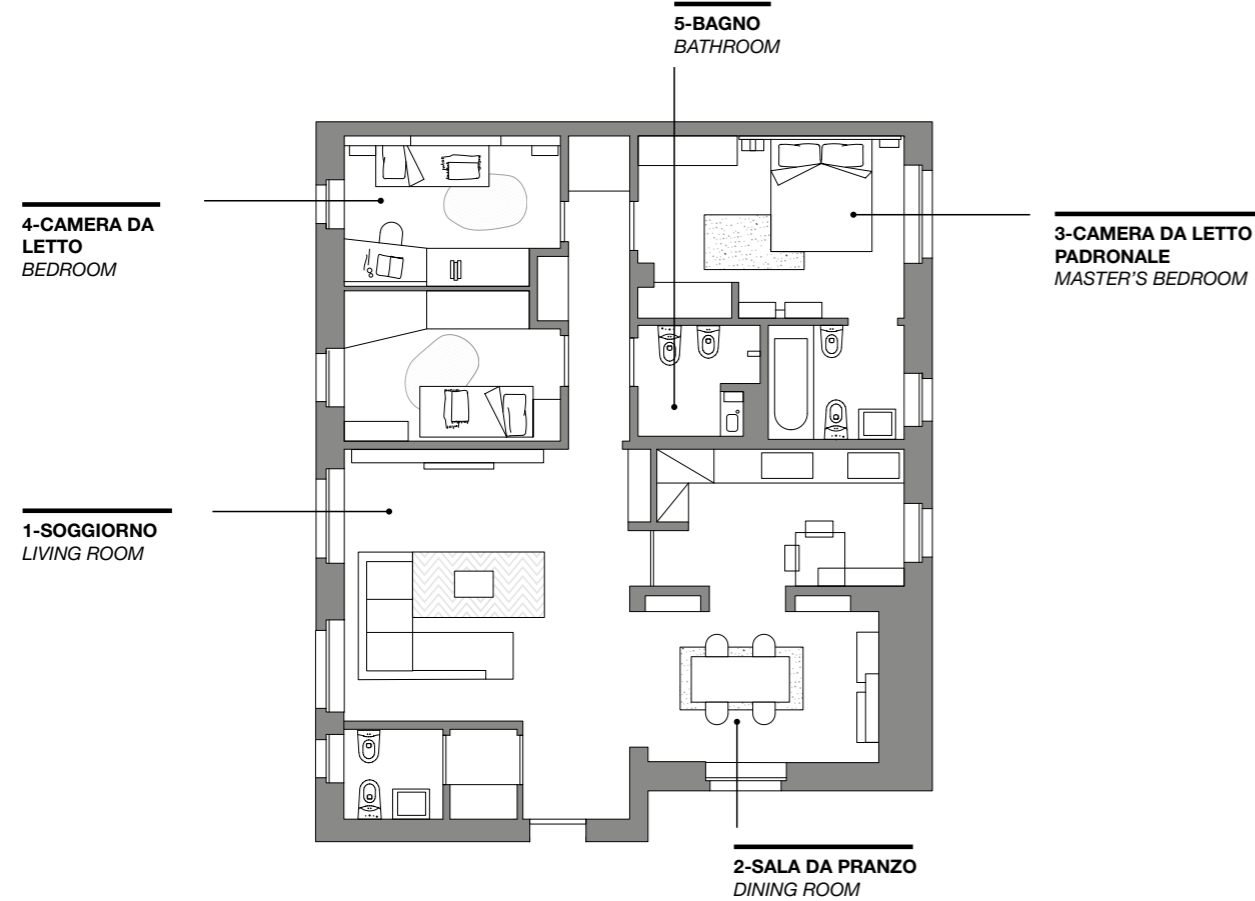 5-BAGNO
BATHROOM
4-CAMERA DA
LETTO
BEDROOM
3-CAMERA DA LETTO
PADRONALE
MASTER'S BEDROOM
1-SOGGIORNO
LIVING ROOM
2-SALA DA PRANZO
DINING ROOM